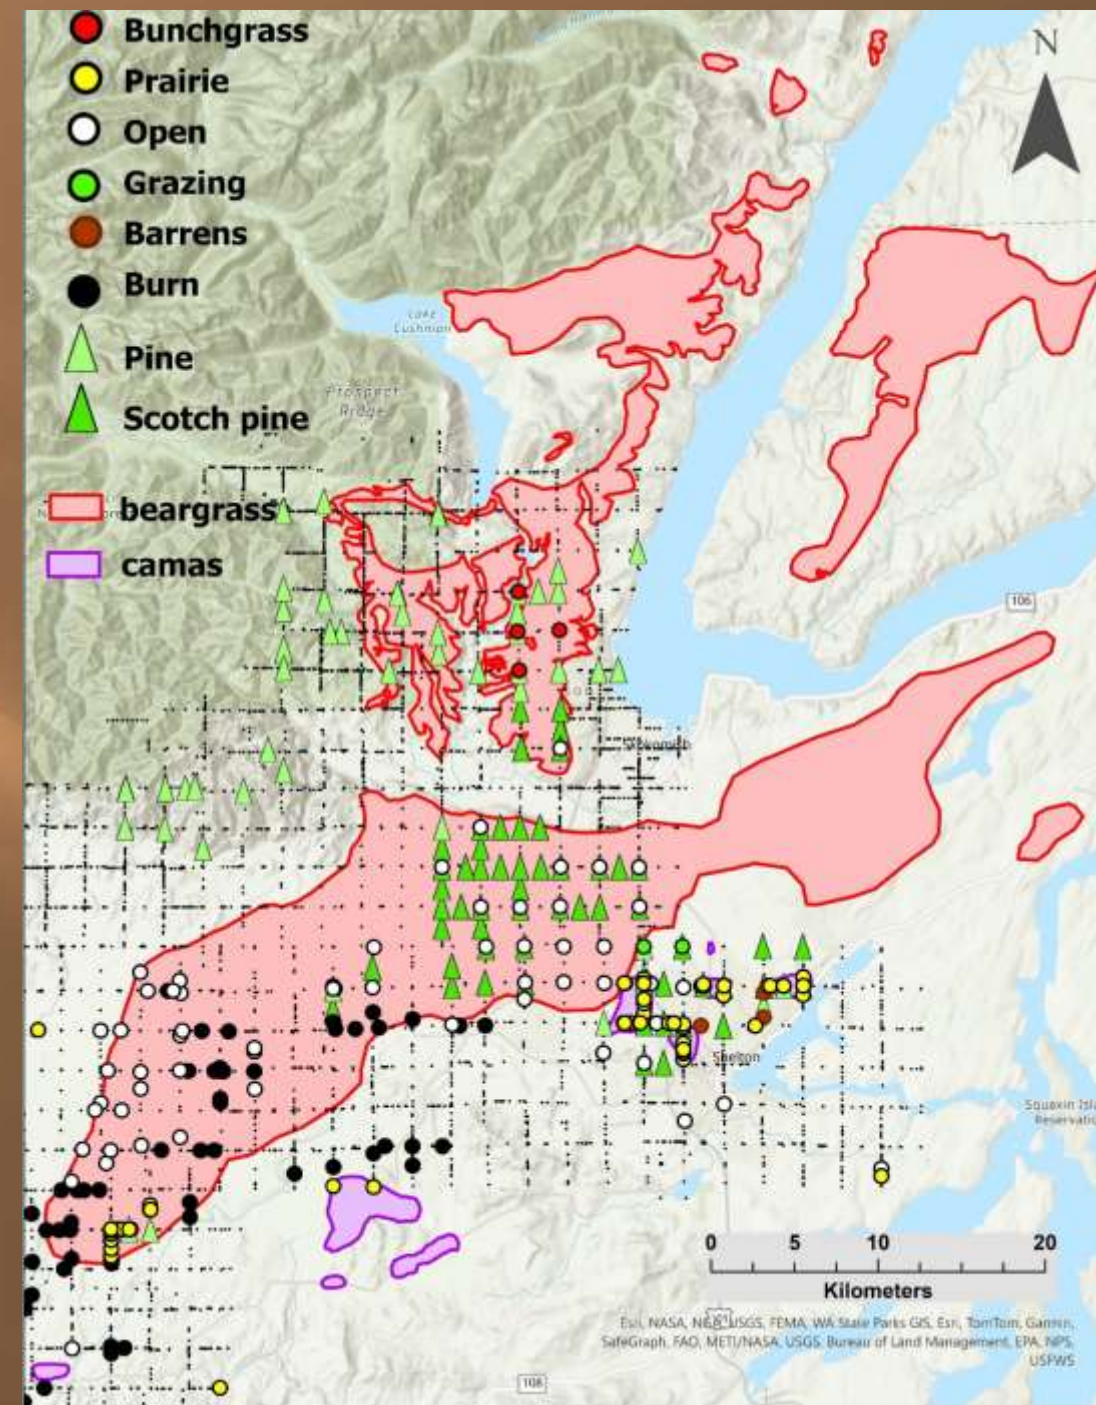 Bunchgrass
Prairie
Open
Grazing
Barrens
Burn
Pine
Scotch pine
beargrass
camas
N
Lake
Cushman
Prospect
Ridge
106
Skokomish
Shelton
Squaxin Isla
Reservatio
0 5 10 20
Kilometers
Esri, NASA, NGA, USGS, FEMA, WA State Parks GIS, Esri, TomTom, Garmin,
SafeGraph, FAO, METI/NASA, USGS, Bureau of Land Management, EPA, NPS,
USFWS
108